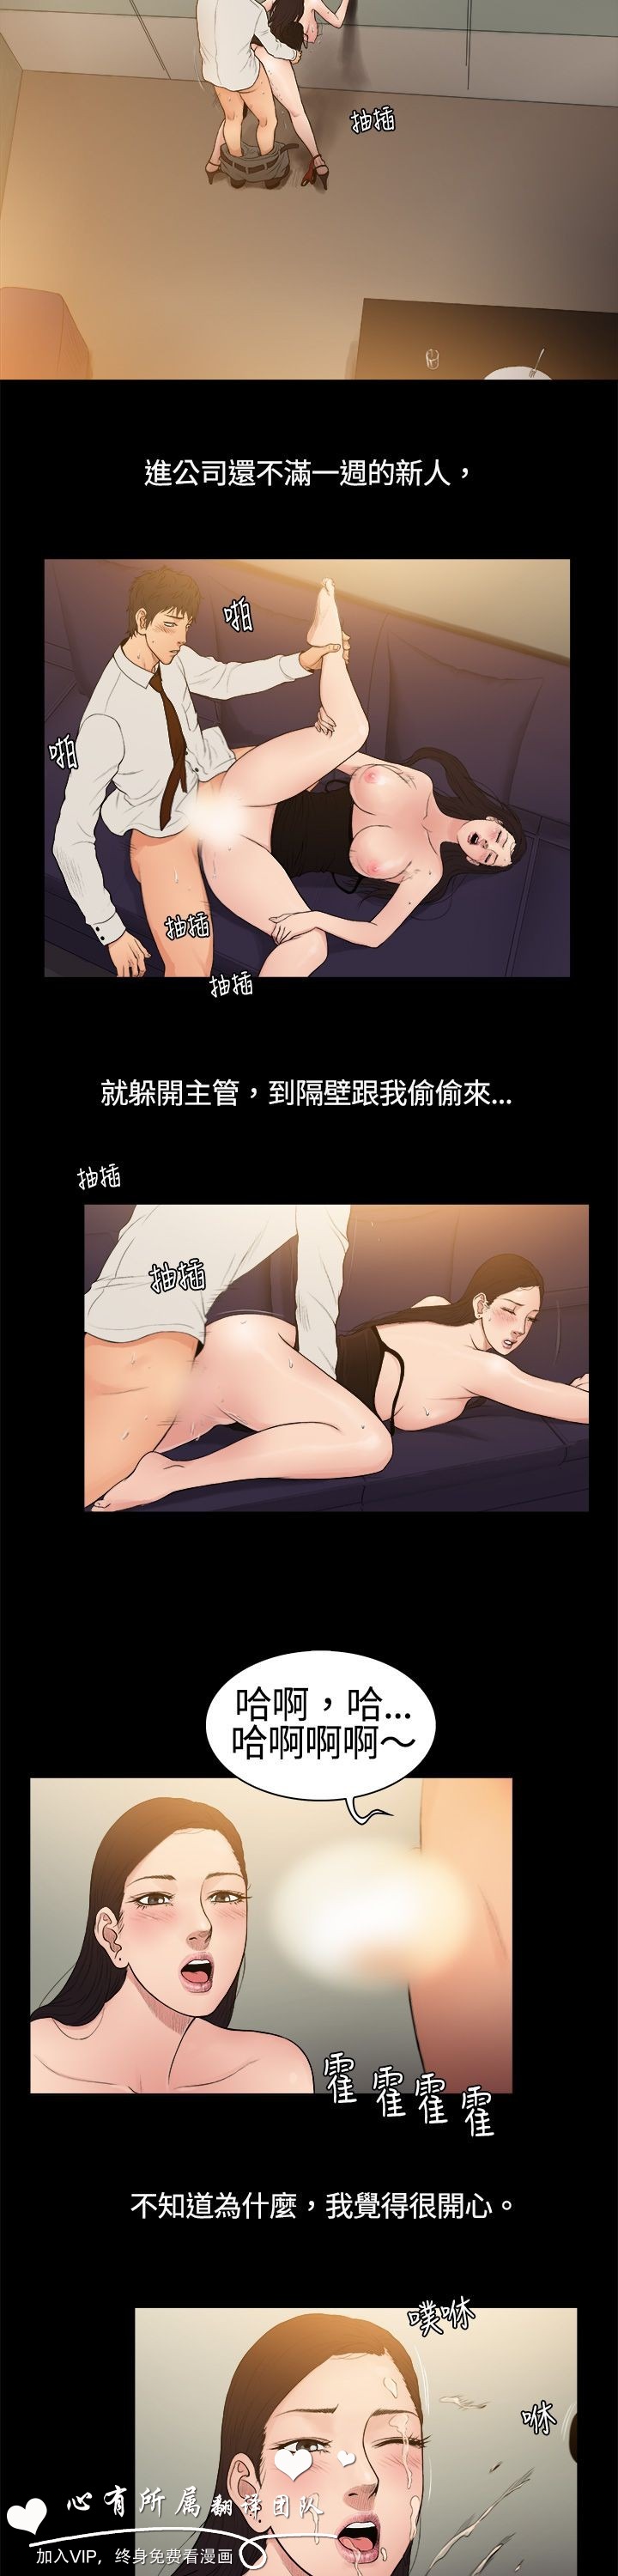 抽插
進公司還不滿一週的新人，
啪
啪
抽插
抽插
就躲開主管，到隔壁跟我偷偷來...
抽插
抽插
哈啊，哈...
哈啊啊啊～
霍 霍 霍 霍
不知道為什麼，我覺得很開心。
噗咻
咻
心有所属翻译团队
加入VIP，终身免费看漫画